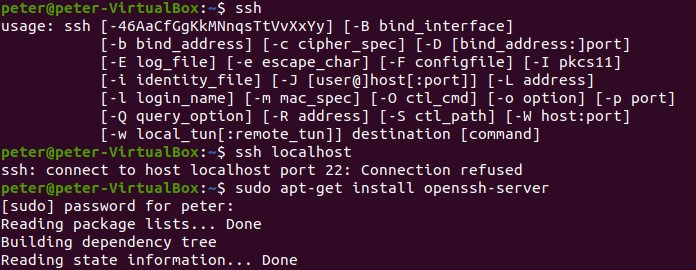 peter@peter-VirtualBox:~$ ssh
usage: ssh [-46AaCfGgKkMNnqsTtVvXxYy] [-B bind_interface]
           [-b bind_address] [-c cipher_spec] [-D [bind_address:]port]
           [-E log_file] [-e escape_char] [-F configfile] [-I pkcs11]
           [-i identity_file] [-J [user@]host[:port]] [-L address]
           [-l login_name] [-m mac_spec] [-O ctl_cmd] [-o option] [-p port]
           [-Q query_option] [-R address] [-S ctl_path] [-W host:port]
           [-w local_tun[:remote_tun]] destination [command]
peter@peter-VirtualBox:~$ ssh localhost
ssh: connect to host localhost port 22: Connection refused
peter@peter-VirtualBox:~$ sudo apt-get install openssh-server
[sudo] password for peter:
Reading package lists... Done
Building dependency tree
Reading state information... Done